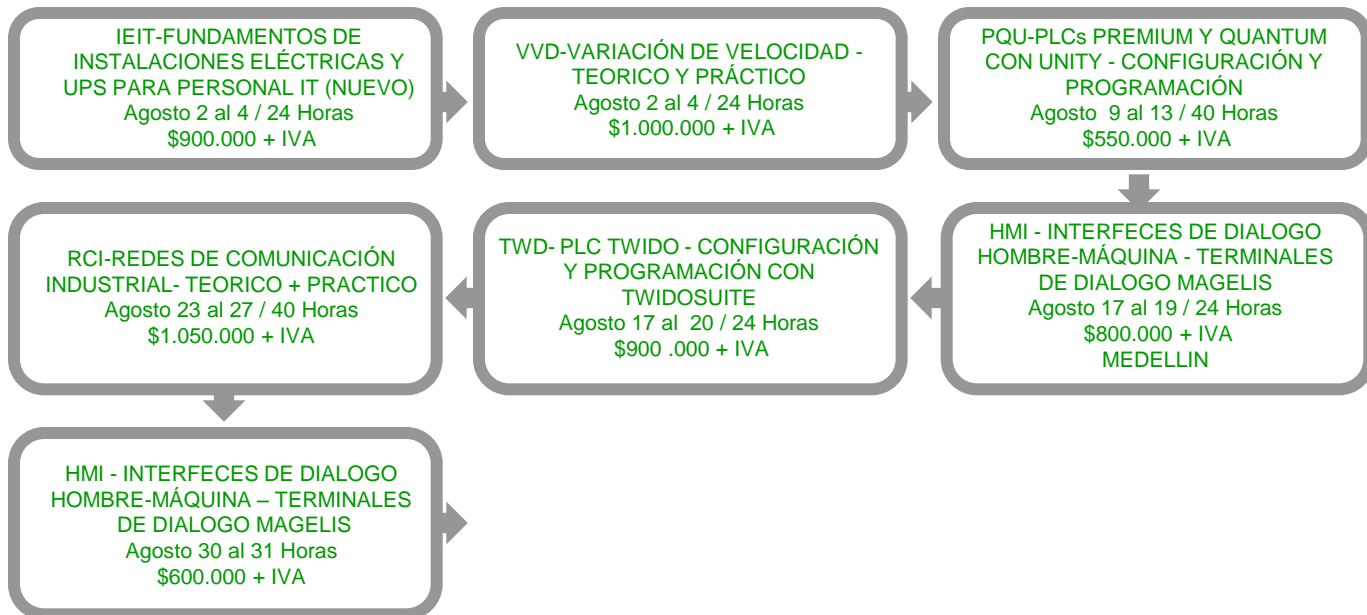 IEIT-FUNDAMENTOS DE
INSTALACIONES ELÉCTRICAS Y
UPS PARA PERSONAL IT (NUEVO)
Agosto 2 al 4 / 24 Horas
$900.000 + IVA
VVD-VARIACIÓN DE VELOCIDAD -
TEORICO Y PRÁCTICO
Agosto 2 al 4 / 24 Horas
$1.000.000 + IVA
PQU-PLCs PREMIUM Y QUANTUM
CON UNITY - CONFIGURACIÓN Y
PROGRAMACIÓN
Agosto 9 al 13 / 40 Horas
$550.000 + IVA
HMI - INTERFECES DE DIALOGO
HOMBRE-MÁQUINA - TERMINALES
DE DIALOGO MAGELIS
Agosto 17 al 19 / 24 Horas
$800.000 + IVA
MEDELLIN
TWD- PLC TWIDO - CONFIGURACIÓN
Y PROGRAMACIÓN CON
TWIDOSUITE
Agosto 17 al 20 / 24 Horas
$900 .000 + IVA
RCI-REDES DE COMUNICACIÓN
INDUSTRIAL- TEORICO + PRACTICO
Agosto 23 al 27 / 40 Horas
$1.050.000 + IVA
HMI - INTERFECES DE DIALOGO
HOMBRE-MÁQUINA – TERMINALES
DE DIALOGO MAGELIS
Agosto 30 al 31 Horas
$600.000 + IVA